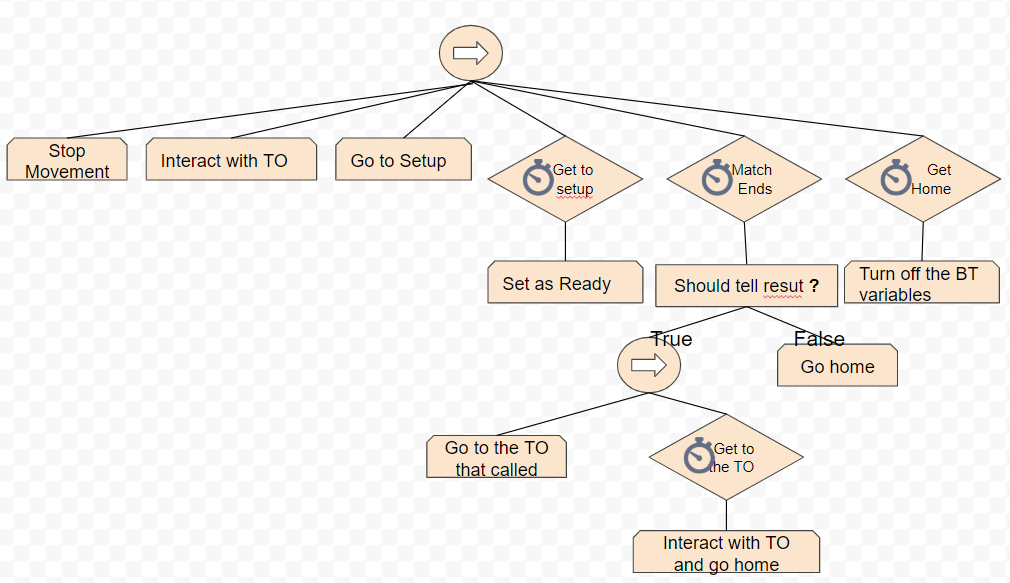 Stop
Movement
Interact with TO
Go to Setup
Get to
setup
Match
Ends
Get
Home
Set as Ready
Should tell resut ?
Turn off the BT
variables
True
False
Go home
Go to the TO
that called
Get to
the TO
Interact with TO
and go home